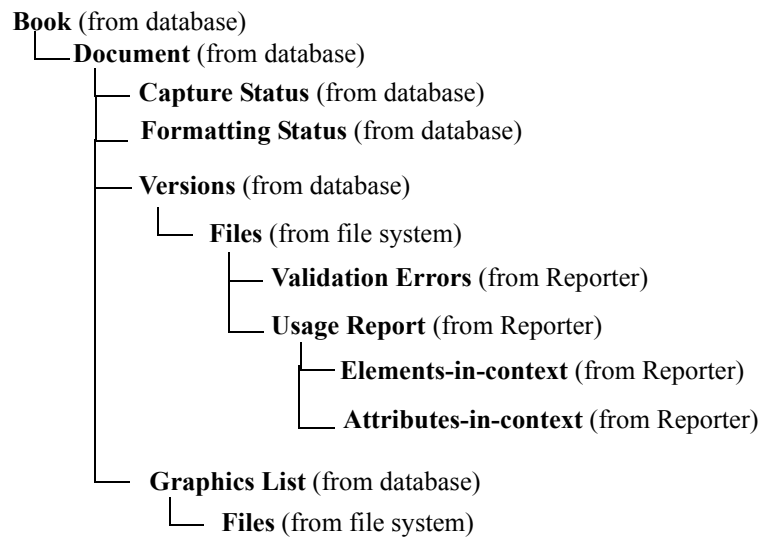 Book (from database)
Document (from database)
Capture Status (from database)
Formatting Status (from database)
Versions (from database)
Files (from file system)
Validation Errors (from Reporter)
Usage Report (from Reporter)
Elements-in-context (from Reporter)
Attributes-in-context (from Reporter)
Graphics List (from database)
Files (from file system)